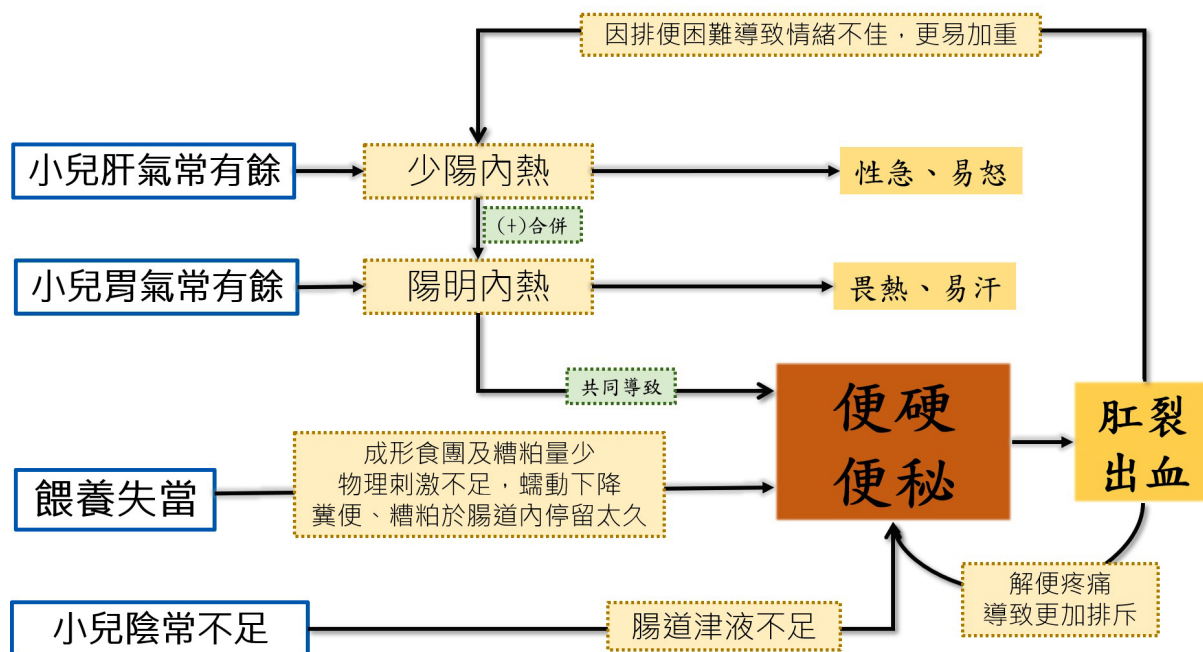 因排便困難導致情緒不佳，更易加重
小兒肝氣常有餘
少陽內熱
性急、易怒
(+)合併
小兒胃氣常有餘
陽明內熱
畏熱、易汗
共同導致
便硬
便秘
肛裂
出血
餵養失當
成形食團及糟粕量少
物理刺激不足，蠕動下降
糞便、糟粕於腸道內停留太久
解便疼痛
導致更加排斥
小兒陰常不足
腸道津液不足